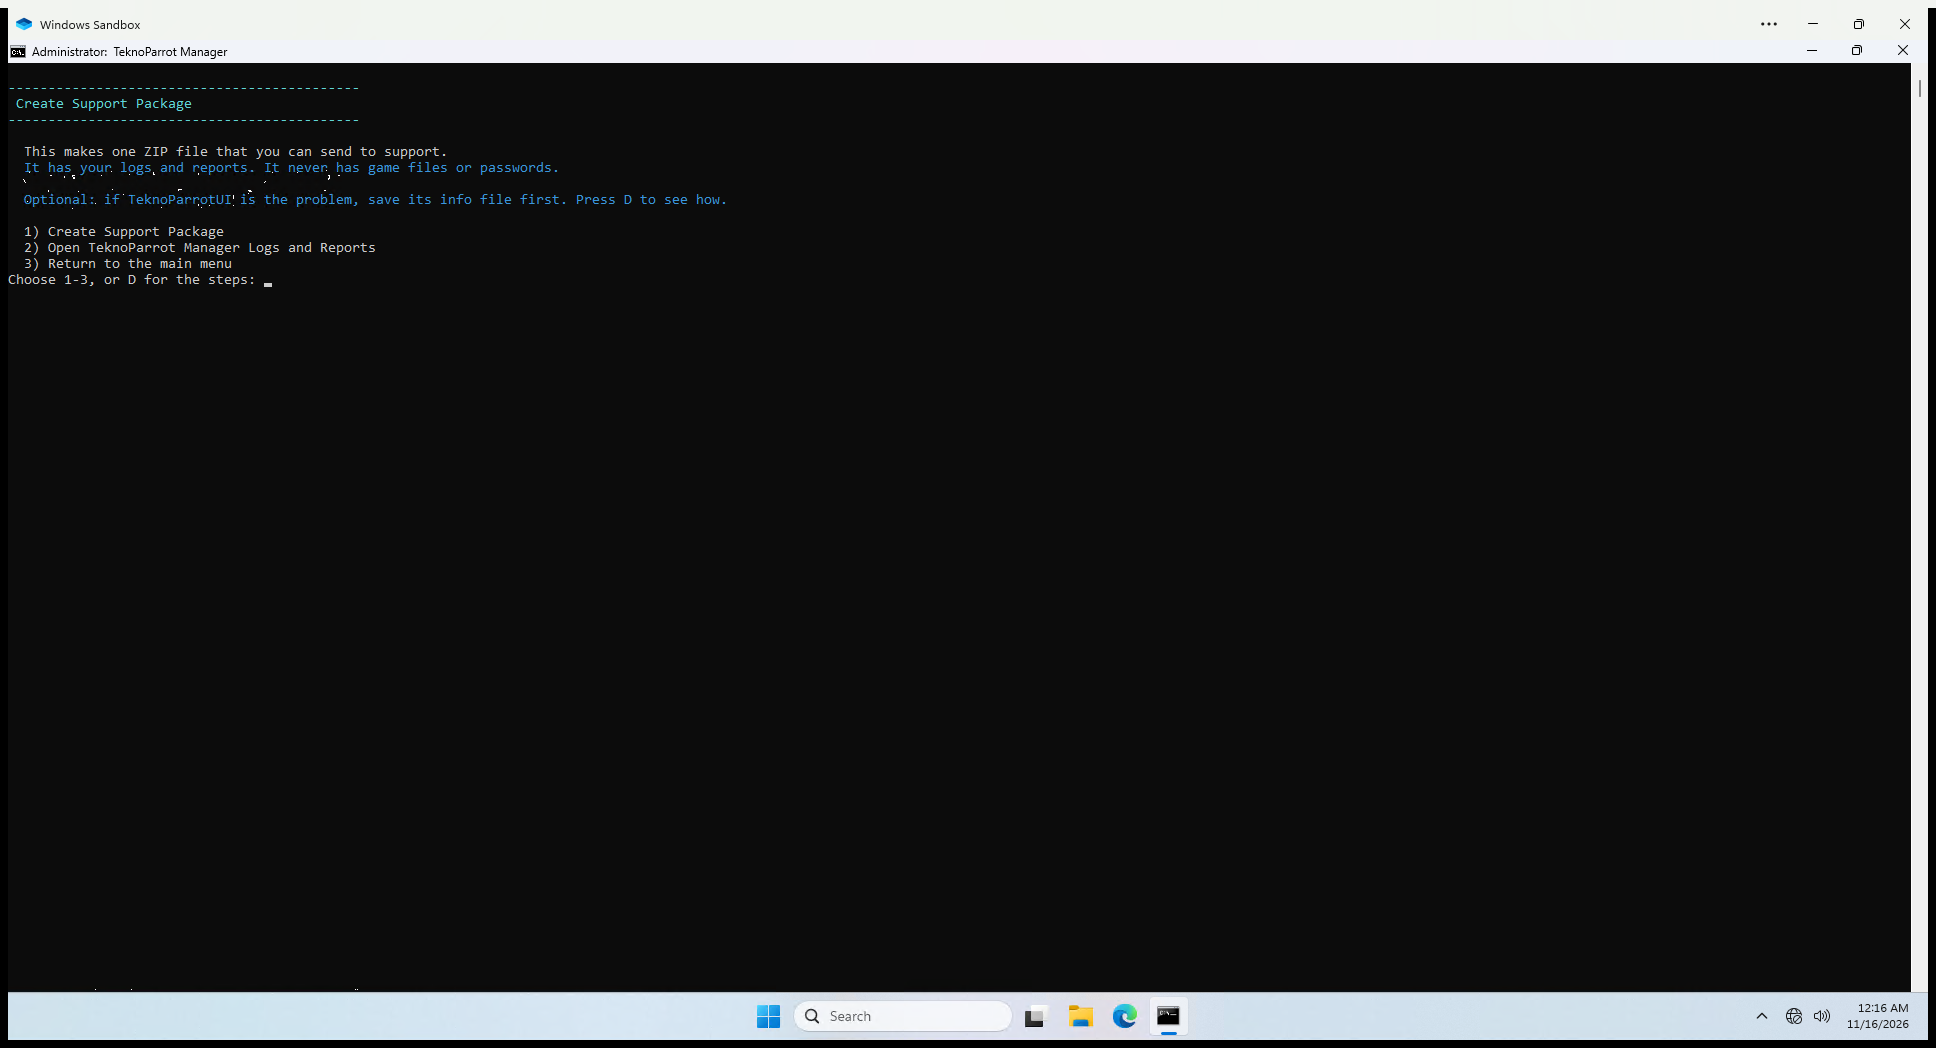 Windows Sandbox
Administrator: TeknoParrot Manager
--------------------------------------------
Create Support Package
--------------------------------------------
This makes one ZIP file that you can send to support.
It has your logs and reports. It never has game files or passwords.
Optional: if TeknoParrotUI is the problem, save its info file first. Press D to see how.
1) Create Support Package
2) Open TeknoParrot Manager Logs and Reports
3) Return to the main menu
Choose 1-3, or D for the steps: _
Search
12:16 AM
11/16/2026